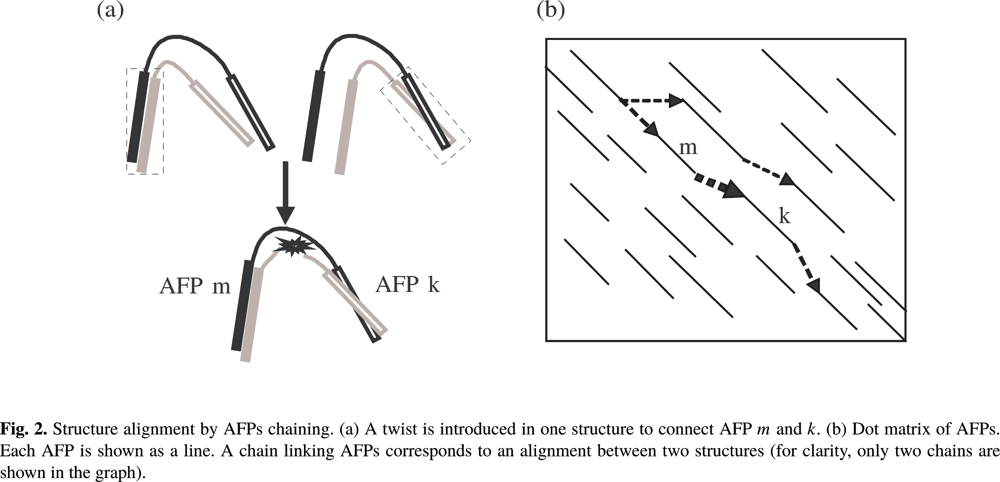 (a)
(b)
m
k
AFP m
AFP k
Fig. 2. Structure alignment by AFPs chaining. (a) A twist is introduced in one structure to connect AFP m and k. (b) Dot matrix of AFPs.
Each AFP is shown as a line. A chain linking AFPs corresponds to an alignment between two structures (for clarity, only two chains are
shown in the graph).